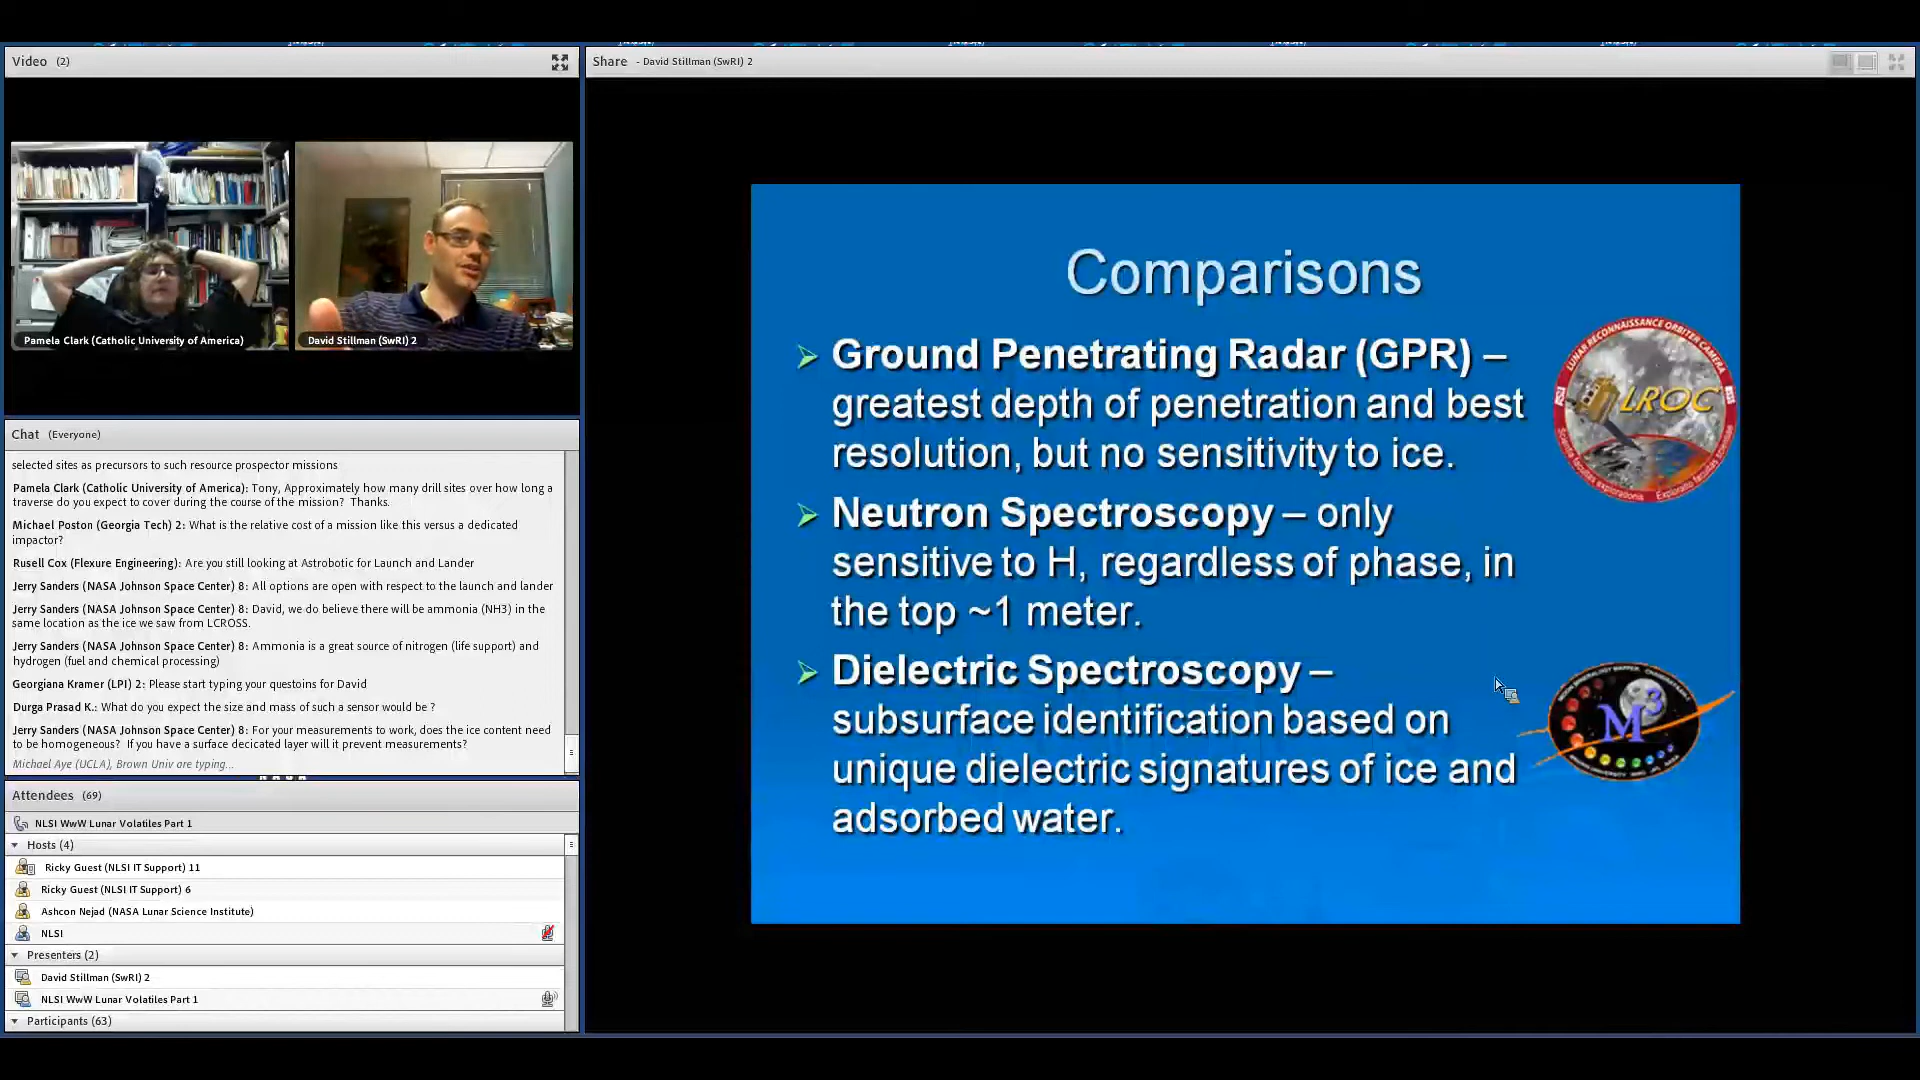 Video (2)
Pamela Clark (Catholic University of America)
David Stillman (SwRI) 2
Chat (Everyone)
selected sites as precursors to such resource prospector missions
Pamela Clark (Catholic University of America): Tony, Approximately how many drill sites over how long a
traverse do you expect to cover during the course of the mission? Thanks.
Michael Poston (Georgia Tech) 2: What is the relative cost of a mission like this versus a dedicated
impactor?
Rusell Cox (Flexure Engineering): Are you still looking at Astrobotic for Launch and Lander
Jerry Sanders (NASA Johnson Space Center) 8: All options are open with respect to the launch and lander
Jerry Sanders (NASA Johnson Space Center) 8: David, we do believe there will be ammonia (NH3) in the
same location as the ice we saw from LCROSS.
Jerry Sanders (NASA Johnson Space Center) 8: Ammonia is a great source of nitrogen (life support) and
hydrogen (fuel and chemical processing)
Georgiana Kramer (LPI) 2: Please start typing your questoins for David
Durga Prasad K.: What do you expect the size and mass of such a sensor would be ?
Jerry Sanders (NASA Johnson Space Center) 8: For your measurements to work, does the ice content need
to be homogeneous? If you have a surface decicated layer will it prevent measurements?
Michael Aye (UCLA), Brown Univ are typing...
Attendees (69)
NLSI WwW Lunar Volatiles Part 1
Hosts (4)
Ricky Guest (NLSI IT Support) 11
Ricky Guest (NLSI IT Support) 6
Ashcon Nejad (NASA Lunar Science Institute)
NLSI
Presenters (2)
David Stillman (SwRI) 2
NLSI WwW Lunar Volatiles Part 1
Participants (63)
Share - David Stillman (SwRI) 2
Comparisons
Ground Penetrating Radar (GPR) –
greatest depth of penetration and best
resolution, but no sensitivity to ice.
Neutron Spectroscopy – only
sensitive to H, regardless of phase, in
the top ~1 meter.
Dielectric Spectroscopy –
subsurface identification based on
unique dielectric signatures of ice and
adsorbed water.
LUNAR RECONNAISSANCE ORBITER CAMERA
LROC
M3